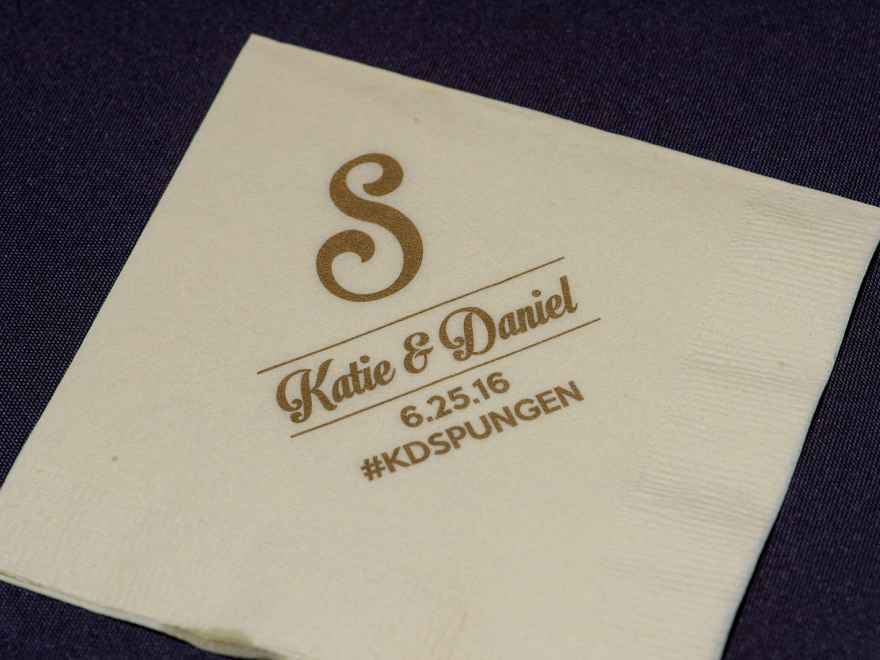 S
Katie & Daniel
6.25.16
#KDSPUNGEN